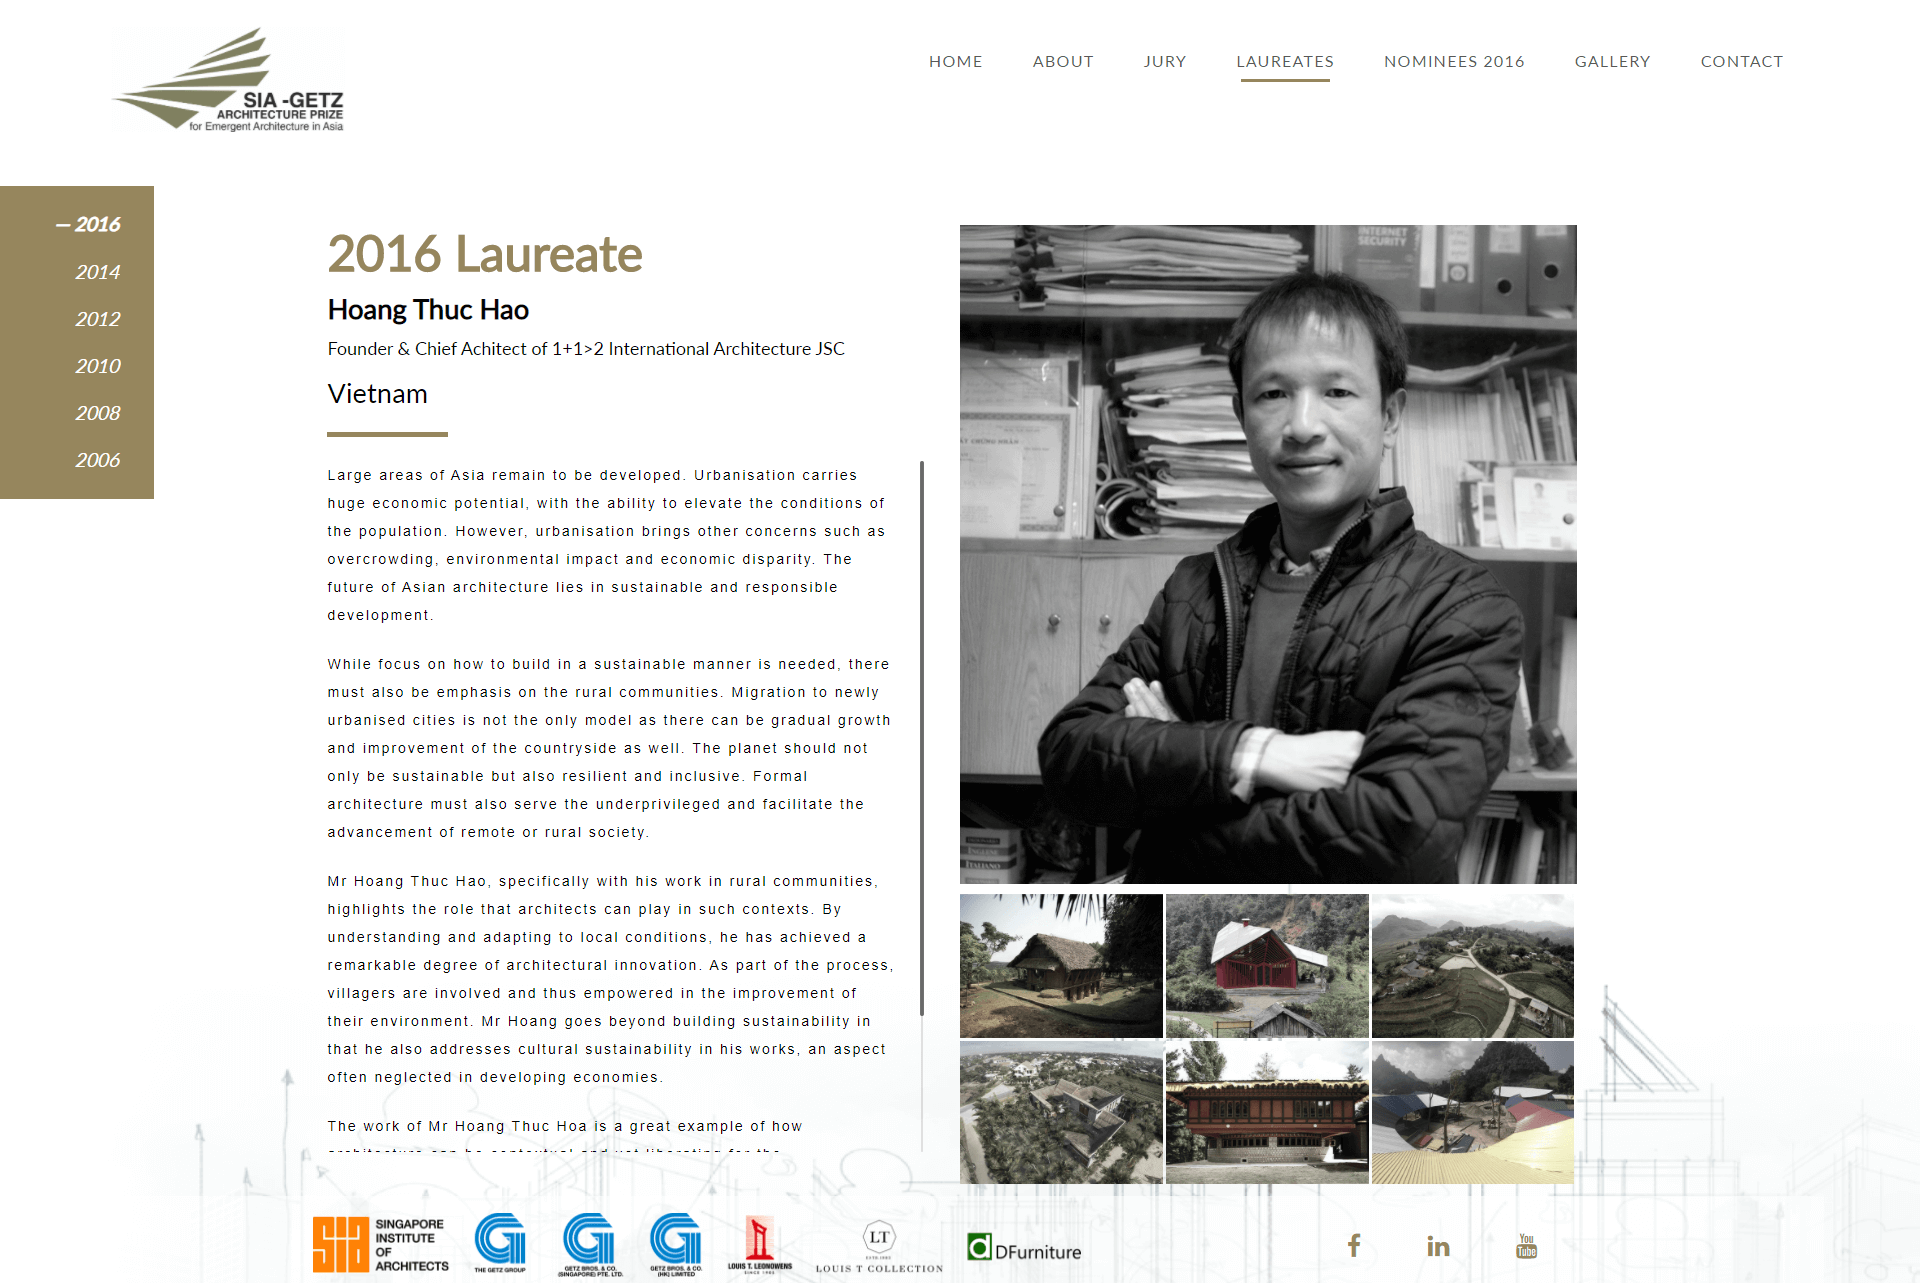 SIA -GETZ
ARCHITECTURE PRIZE
for Emergent Architecture in Asia
HOME
ABOUT
JURY
LAUREATES
NOMINEES 2016
GALLERY
CONTACT
— 2016
2014
2012
2010
2008
2006
2016 Laureate
Hoang Thuc Hao
Founder & Chief Achitect of 1+1>2 International Architecture JSC
Vietnam
Large areas of Asia remain to be developed. Urbanisation carries
huge economic potential, with the ability to elevate the conditions of
the population. However, urbanisation brings other concerns such as
overcrowding, environmental impact and economic disparity. The
future of Asian architecture lies in sustainable and responsible
development.
While focus on how to build in a sustainable manner is needed, there
must also be emphasis on the rural communities. Migration to newly
urbanised cities is not the only model as there can be gradual growth
and improvement of the countryside as well. The planet should not
only be sustainable but also resilient and inclusive. Formal
architecture must also serve the underprivileged and facilitate the
advancement of remote or rural society.
Mr Hoang Thuc Hao, specifically with his work in rural communities,
highlights the role that architects can play in such contexts. By
understanding and adapting to local conditions, he has achieved a
remarkable degree of architectural innovation. As part of the process,
villagers are involved and thus empowered in the improvement of
their environment. Mr Hoang goes beyond building sustainability in
that he also addresses cultural sustainability in his works, an aspect
often neglected in developing economies.
The work of Mr Hoang Thuc Hoa is a great example of how
INTERNET
SECURITY
ENGLISH
ITALIANO
sia
SINGAPORE
INSTITUTE
OF
ARCHITECTS
THE GETZ GROUP
GETZ BROS. & CO.
(SINGAPORE) PTE. LTD.
GETZ BROS. & CO.
(HK) LIMITED
LOUIS T. LEONOWENS
SINCE 1905
LT
LOUIS T COLLECTION
d DFurniture
f
in
You
Tube